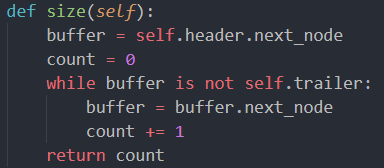 def size(self):
    buffer = self.header.next_node
    count = 0
    while buffer is not self.trailer:
        buffer = buffer.next_node
        count += 1
    return count